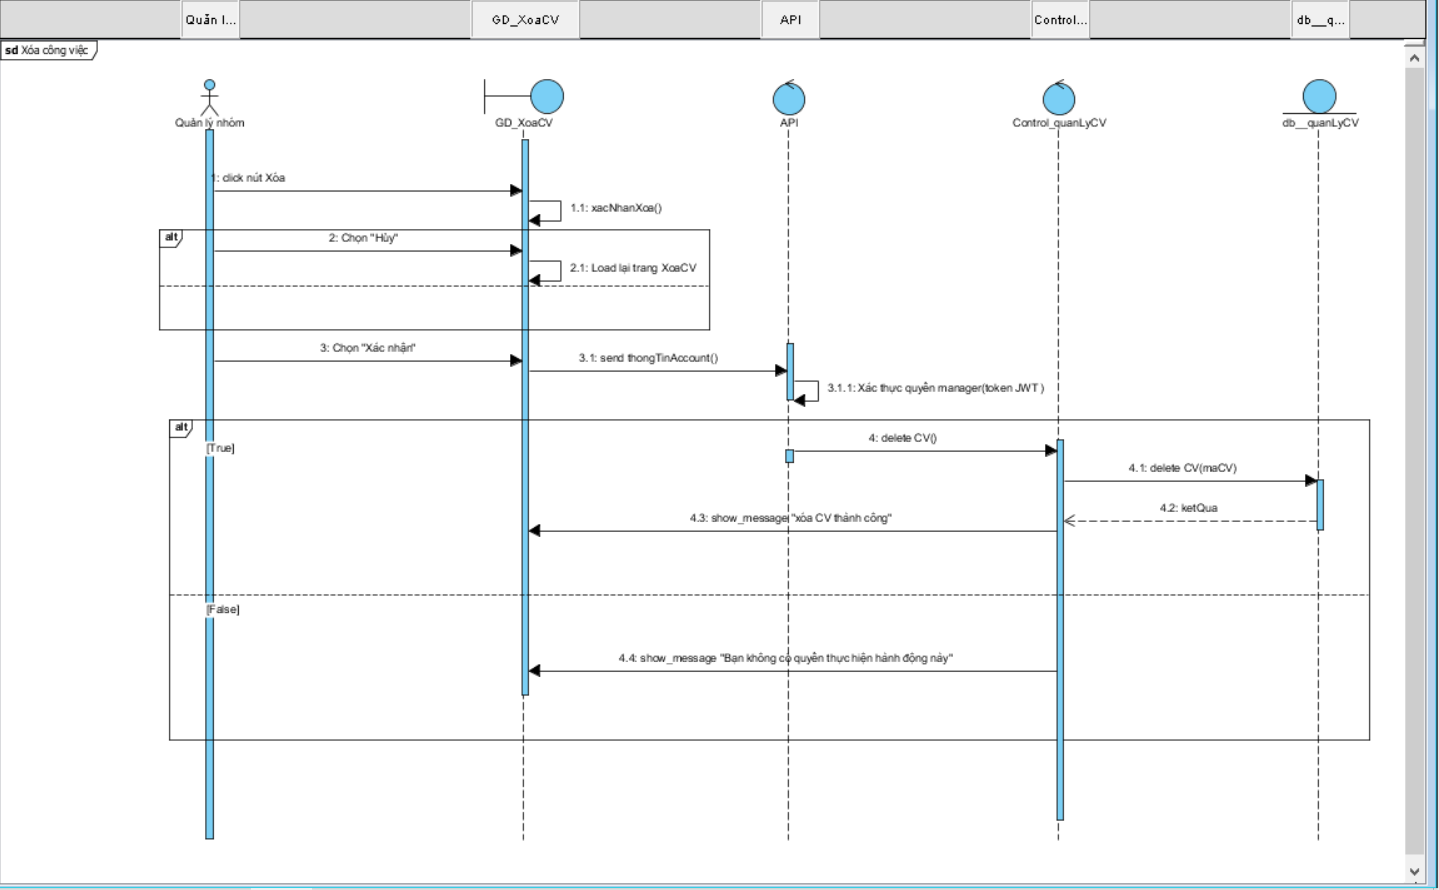 Quản l...
GD_XoaCV
API
Control...
db__q...
sd Xóa công việc
Quản lý nhóm
GD_XoaCV
API
Control_quanLyCV
db__quanLyCV
1: click nút Xóa
1.1: xacNhanXoa()
alt
2: Chọn "Hủy"
2.1: Load lại trang XoaCV
3: Chọn "Xác nhận"
3.1: send thongTinAccount()
3.1.1: Xác thực quyền manager(token JWT )
alt
[True]
4: delete CV()
4.1: delete CV(maCV)
4.2: ketQua
4.3: show_message "xóa CV thành công"
[False]
4.4: show_message "Bạn không có quyền thực hiện hành động này"